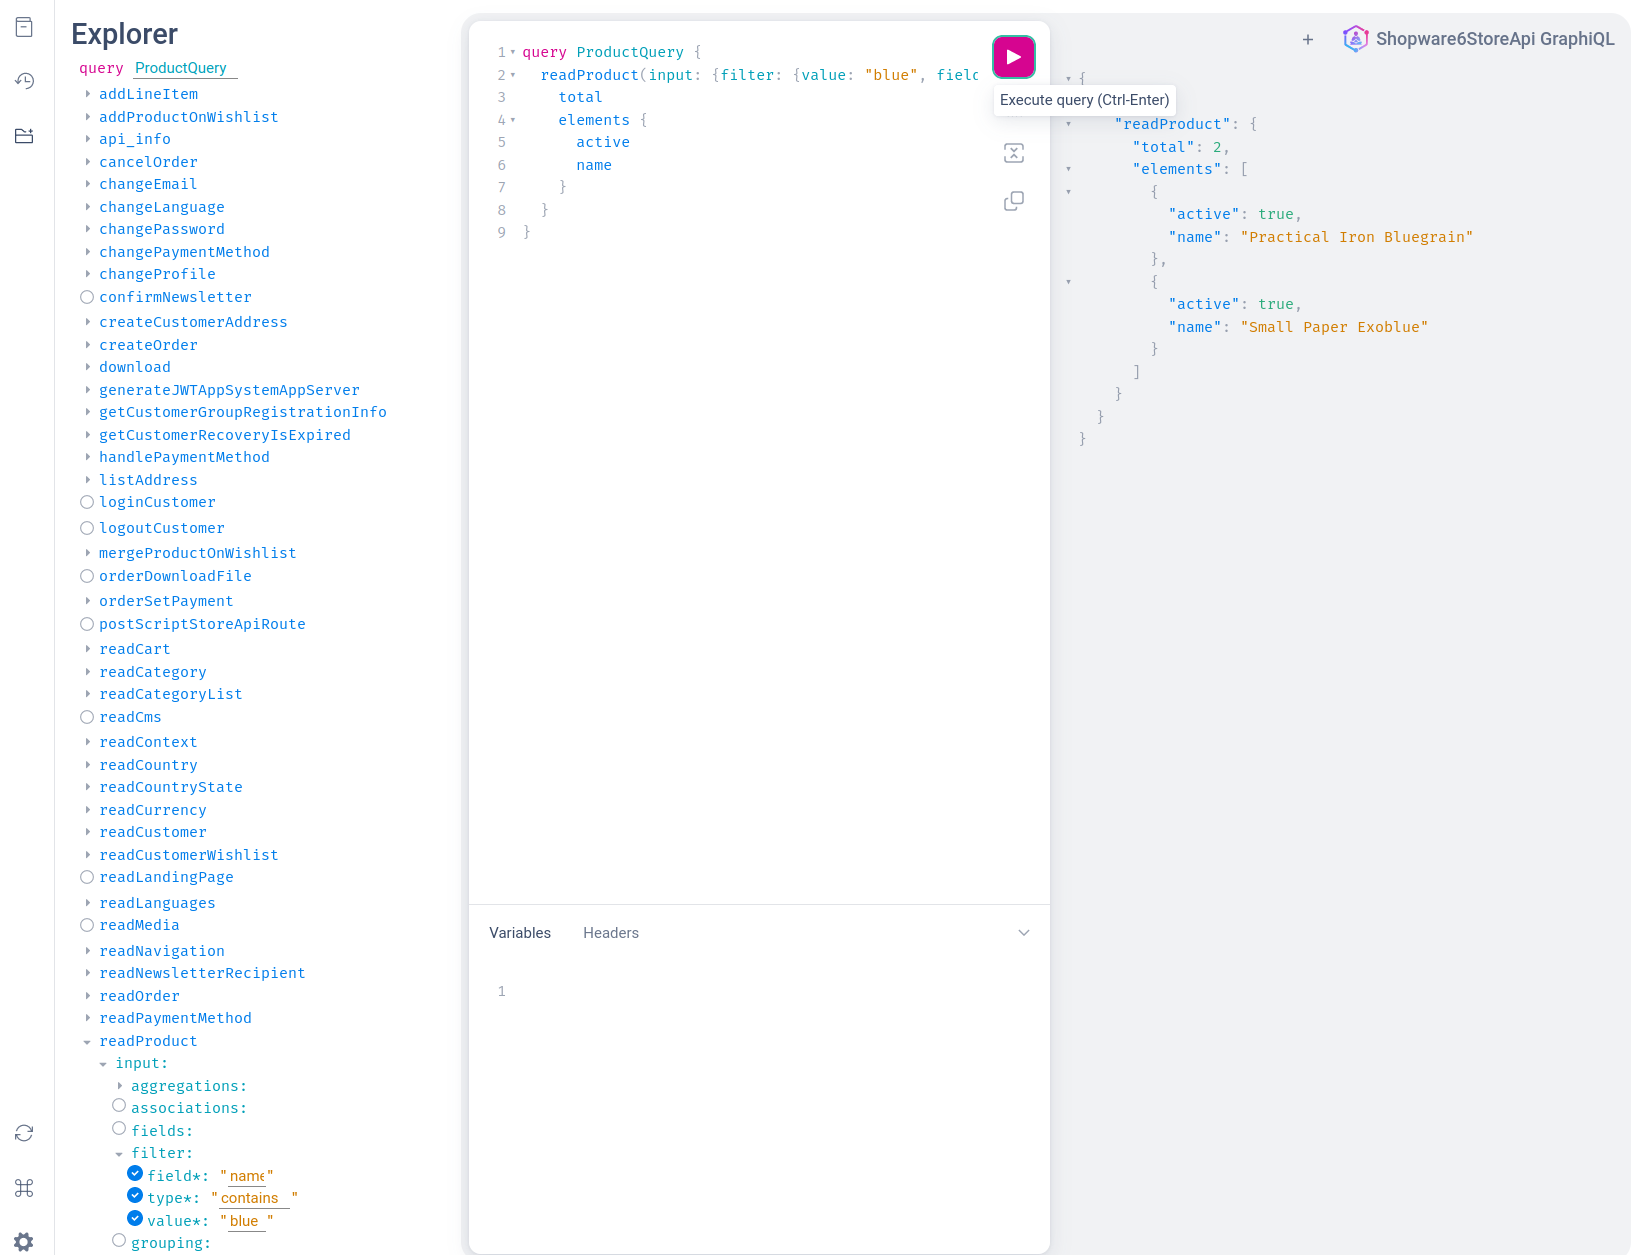 Explorer
query ProductQuery
addLineItem
addProductOnWishlist
api_info
cancelOrder
changeEmail
changeLanguage
changePassword
changePaymentMethod
changeProfile
confirmNewsletter
createCustomerAddress
createOrder
download
generateJWTAppSystemAppServer
getCustomerGroupRegistrationInfo
getCustomerRecoveryIsExpired
handlePaymentMethod
listAddress
loginCustomer
logoutCustomer
mergeProductOnWishlist
orderDownloadFile
orderSetPayment
postScriptStoreApiRoute
readCart
readCategory
readCategoryList
readCms
readContext
readCountry
readCountryState
readCurrency
readCustomer
readCustomerWishlist
readLandingPage
readLanguages
readMedia
readNavigation
readNewsletterRecipient
readOrder
readPaymentMethod
readProduct
input:
aggregations:
associations:
fields:
filter:
field*: "name"
type*: "contains "
value*: "blue "
grouping:
1 query ProductQuery {
2 readProduct(input: {filter: {value: "blue", field
3 total
4 elements {
5 active
6 name
7 }
8 }
9 }
Execute query (Ctrl-Enter)
Variables Headers
1
+ Shopware6StoreApi GraphiQL
{
"readProduct": {
"total": 2,
"elements": [
{
"active": true,
"name": "Practical Iron Bluegrain"
},
{
"active": true,
"name": "Small Paper Exoblue"
}
]
}
}
}